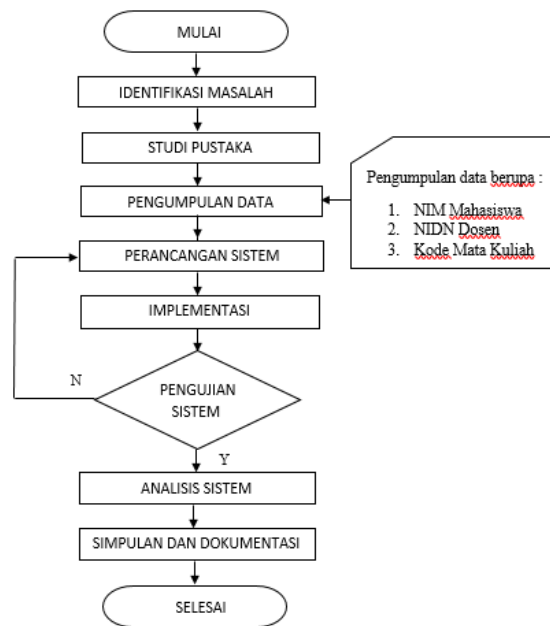 MULAI
IDENTIFIKASI MASALAH
STUDI PUSTAKA
PENGUMPULAN DATA
Pengumpulan data berupa :
1. NIM Mahasiswa
2. NIDN Dosen
3. Kode Mata Kuliah
PERANCANGAN SISTEM
IMPLEMENTASI
N
PENGUJIAN
SISTEM
Y
ANALISIS SISTEM
SIMPULAN DAN DOKUMENTASI
SELESAI